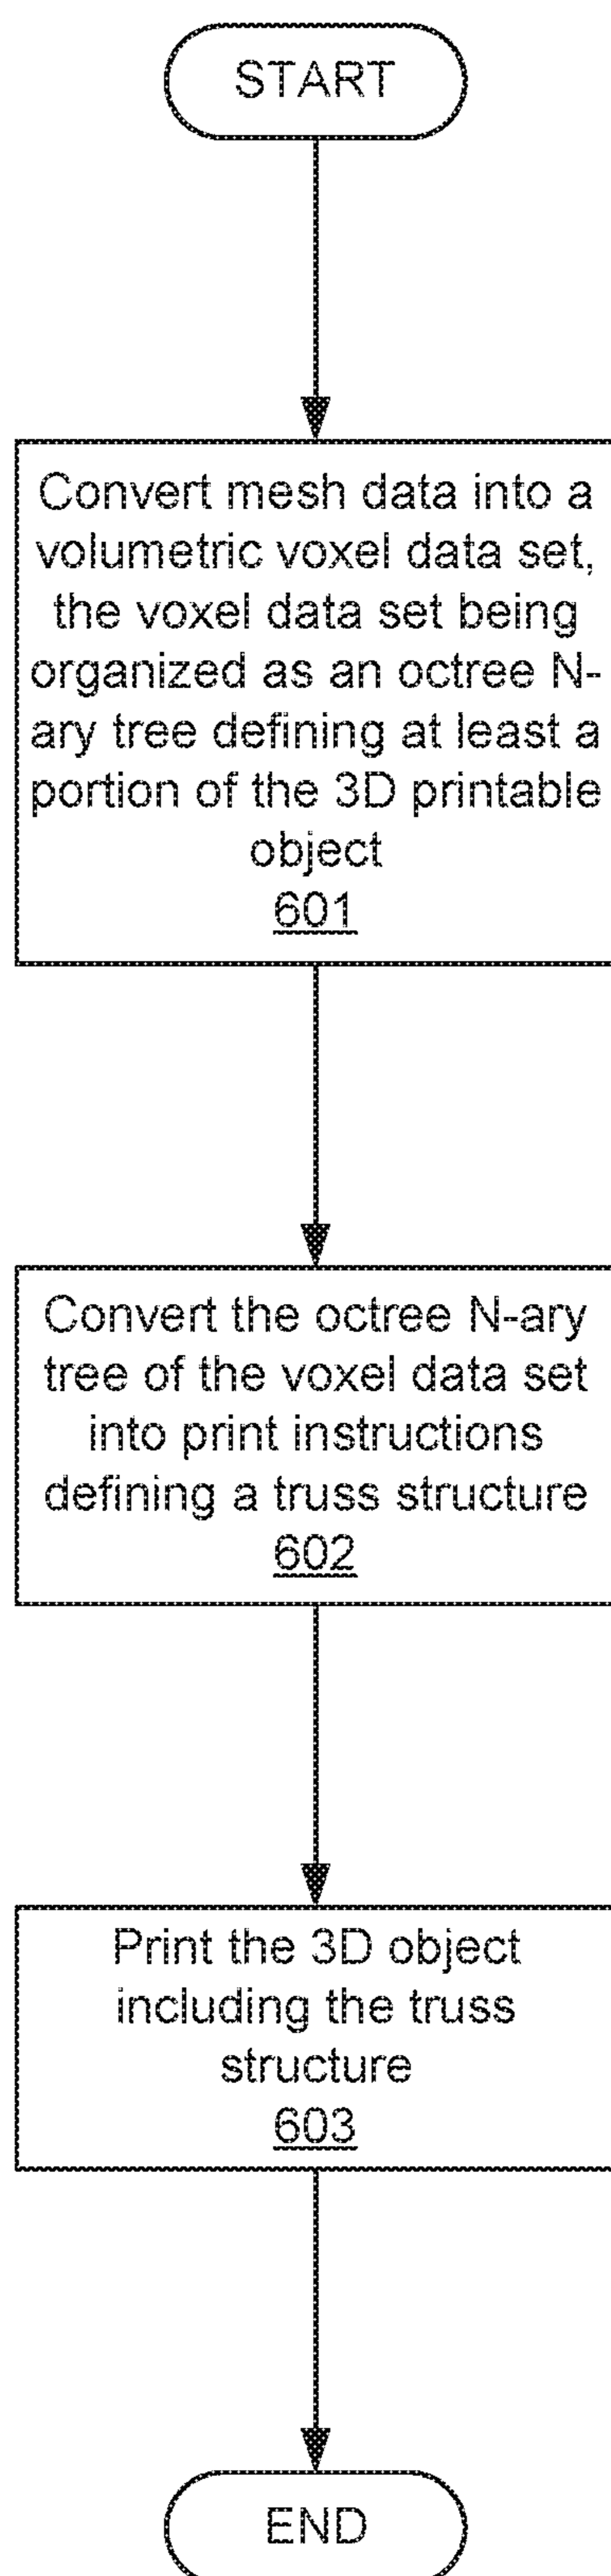 START
Convert mesh data into a
volumetric voxel data set,
the voxel data set being
organized as an octree N-
ary tree defining at least a
portion of the 3D printable
object
601
Convert the octree N-ary
tree of the voxel data set
into print instructions
defining a truss structure
602
Print the 3D object
including the truss
structure
603
END